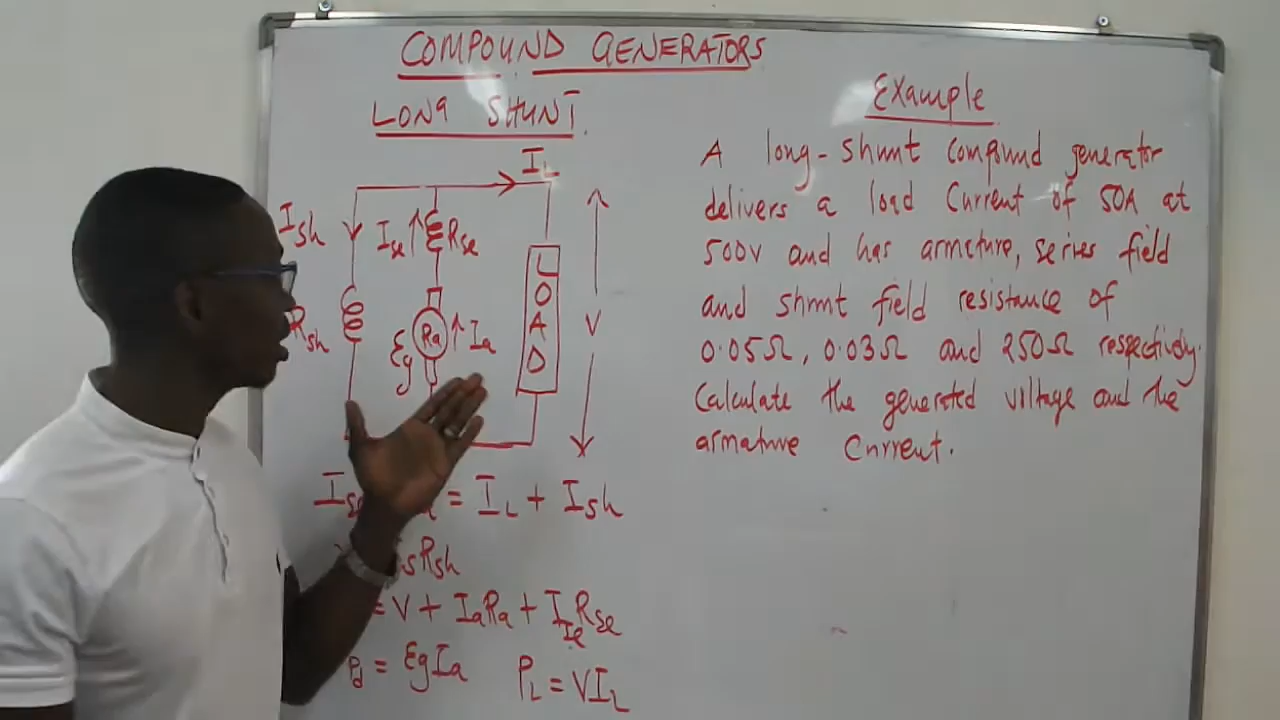 COMPOUND GENERATORS
LONG SHUNT
IL
Ish
Ise
Rse
Rsh
Eg
Ra
Ia
LOAD
V
= IL + Ish
Rsh
= V + IaRa + IseRse
Pd = EgIa
PL = VIL
Example
A long-shunt compound generator
delivers a load current of 50A at
500V and has armature, series field
and shunt field resistance of
0.05Ω, 0.03Ω and 250Ω respectively.
Calculate the generated voltage and the
armature current.